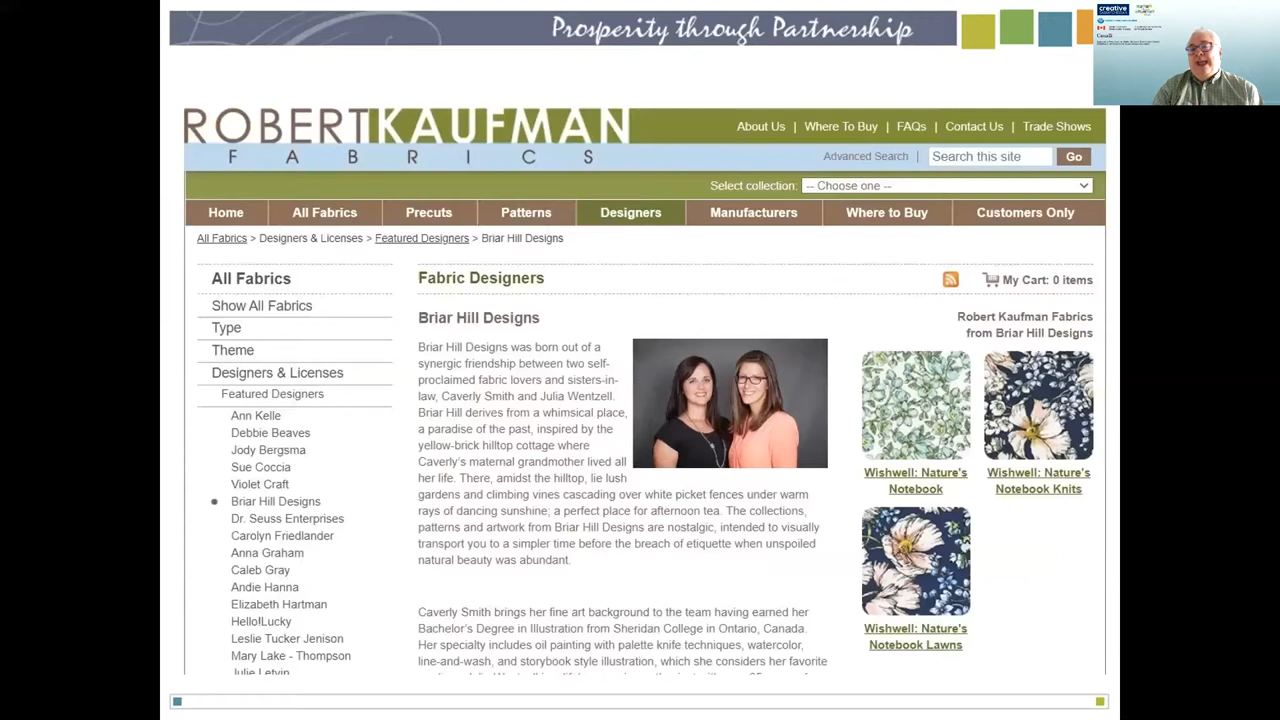 Prosperity through Partnership
creative
Canada
ROBERTKAUFMAN
FABRICS
About Us | Where To Buy | FAQs | Contact Us | Trade Shows
Advanced Search | Search this site Go
Select collection: -- Choose one --
Home All Fabrics Precuts Patterns Designers Manufacturers Where to Buy Customers Only
All Fabrics > Designers & Licenses > Featured Designers > Briar Hill Designs
All Fabrics
Show All Fabrics
Type
Theme
Designers & Licenses
Featured Designers
Ann Kelle
Debbie Beaves
Jody Bergsma
Sue Coccia
Violet Craft
Briar Hill Designs
Dr. Seuss Enterprises
Carolyn Friedlander
Anna Graham
Caleb Gray
Andie Hanna
Elizabeth Hartman
Hello!Lucky
Leslie Tucker Jenison
Mary Lake - Thompson
Julie Letvin
Fabric Designers
My Cart: 0 items
Briar Hill Designs
Briar Hill Designs was born out of a
synergic friendship between two self-
proclaimed fabric lovers and sisters-in-
law, Caverly Smith and Julia Wentzell.
Briar Hill derives from a whimsical place,
a paradise of the past, inspired by the
yellow-brick hilltop cottage where
Caverly's maternal grandmother lived all
her life. There, amidst the hilltop, lie lush
gardens and climbing vines cascading over white picket fences under warm
rays of dancing sunshine; a perfect place for afternoon tea. The collections,
patterns and artwork from Briar Hill Designs are nostalgic, intended to visually
transport you to a simpler time before the breach of etiquette when unspoiled
natural beauty was abundant.
Caverly Smith brings her fine art background to the team having earned her
Bachelor's Degree in Illustration from Sheridan College in Ontario, Canada.
Her specialty includes oil painting with palette knife techniques, watercolor,
line-and-wash, and storybook style illustration, which she considers her favorite
Robert Kaufman Fabrics
from Briar Hill Designs
Wishwell: Nature's
Notebook
Wishwell: Nature's
Notebook Knits
Wishwell: Nature's
Notebook Lawns